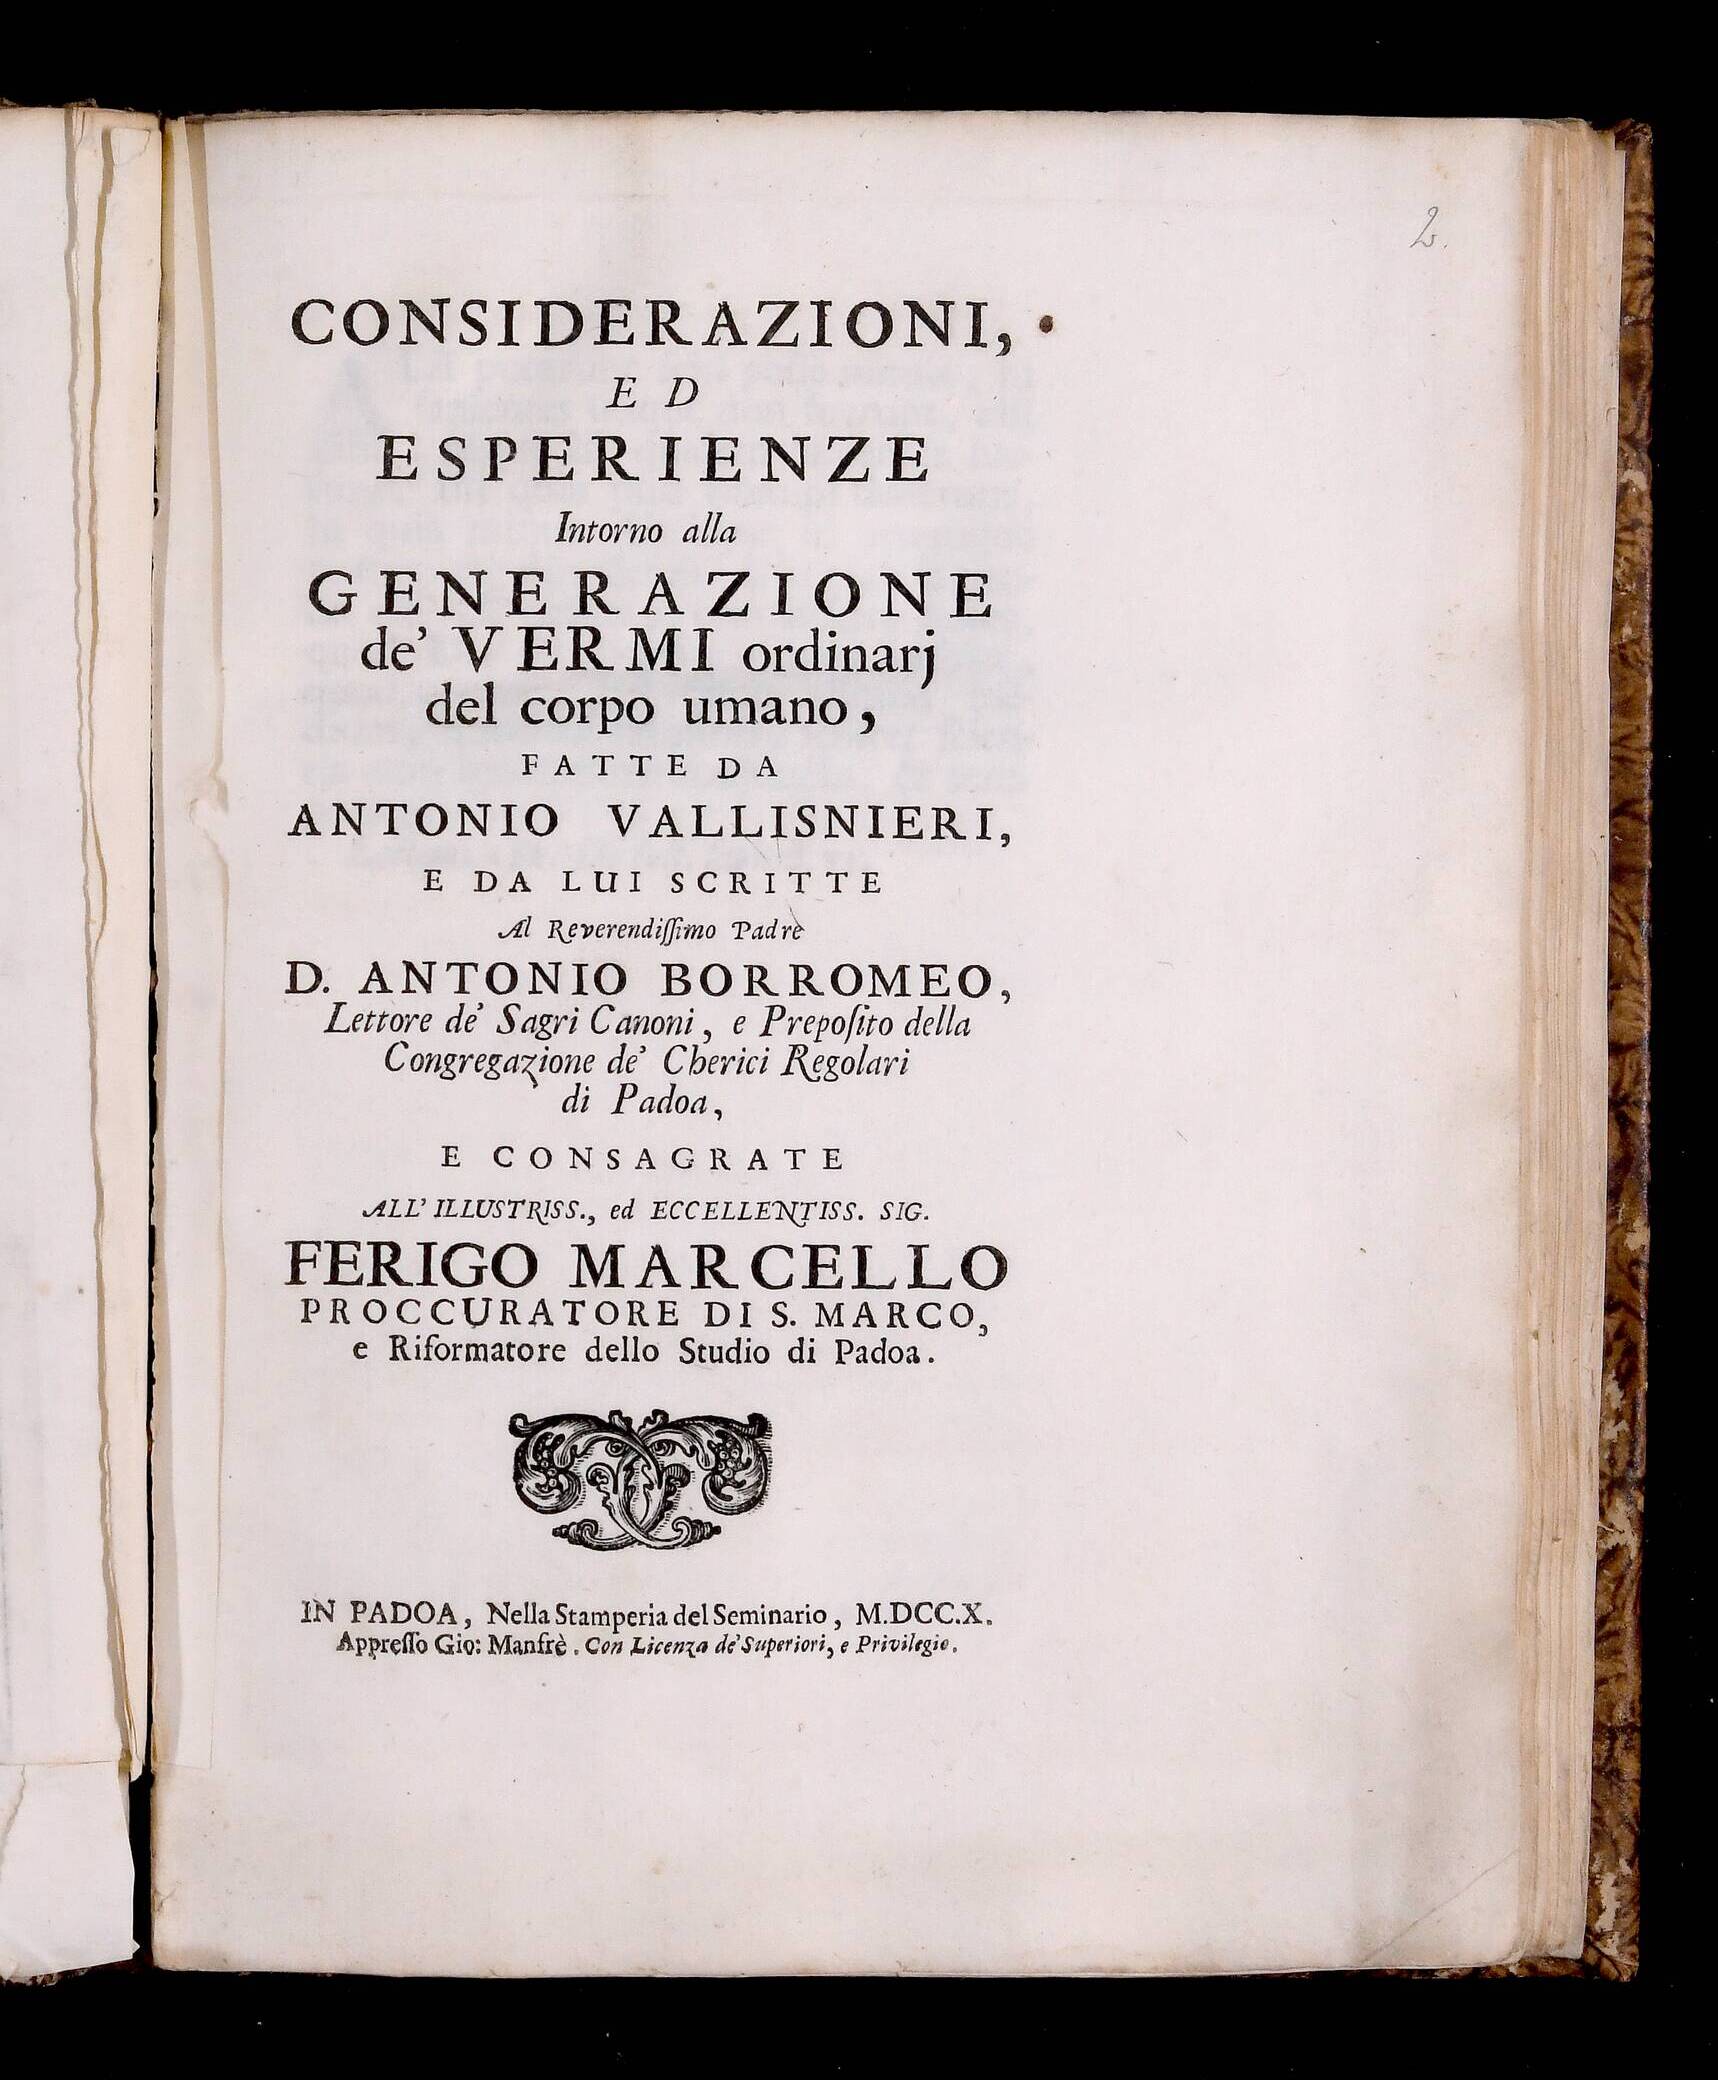 2.
CONSIDERAZIONI,
ED
ESPERIENZE
Intorno alla
GENERAZIONE
de' VERMI ordinarj
del corpo umano,
FATTE DA
ANTONIO VALLISNIERI,
E DA LUI SCRITTE
Al Reverendiſſimo Padre
D. ANTONIO BORROMEO,
Lettore de' Sagri Canoni, e Prepoſito della
Congregazione de' Cherici Regolari
di Padoa,
E CONSAGRATE
ALL' ILLUSTRISS., ed ECCELLENTISS. SIG.
FERIGO MARCELLO
PROCCURATORE DI S. MARCO,
e Riformatore dello Studio di Padoa.
IN PADOA, Nella Stamperia del Seminario, M.DCC.X.
Appreſſo Gio: Manfrè. Con Licenza de' Superiori, e Privilegio.